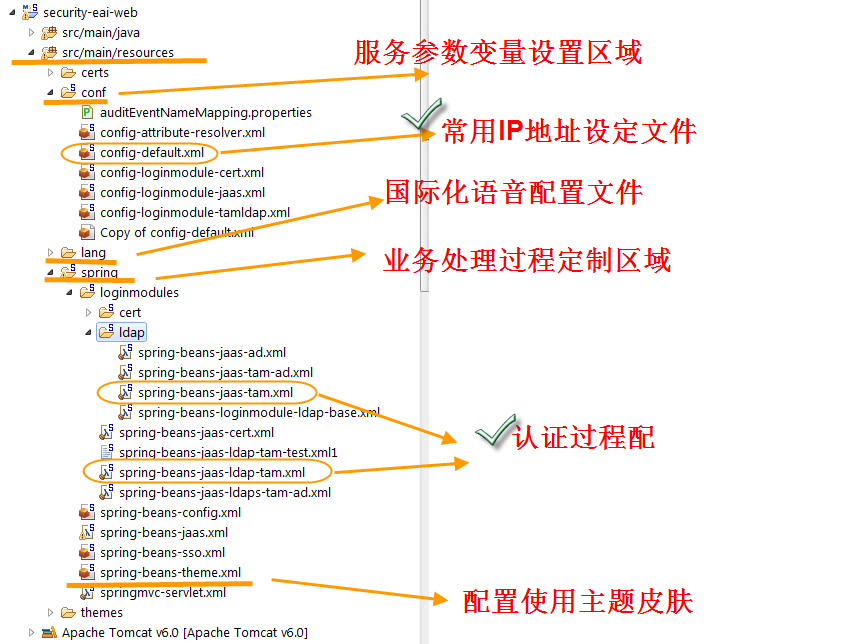 security-eai-web
src/main/java
src/main/resources
服务参数变量设置区域
certs
conf
auditEventNameMapping.properties
常用IP地址设定文件
config-attribute-resolver.xml
config-default.xml
config-loginmodule-cert.xml
国际化语音配置文件
config-loginmodule-jaas.xml
config-loginmodule-tamldap.xml
Copy of config-default.xml
lang
业务处理过程定制区域
spring
loginmodules
cert
ldap
spring-beans-jaas-ad.xml
spring-beans-jaas-tam-ad.xml
spring-beans-jaas-tam.xml
spring-beans-loginmodule-ldap-base.xml
spring-beans-jaas-cert.xml
认证过程配
spring-beans-jaas-ldap-tam-test.xml1
spring-beans-jaas-ldap-tam.xml
spring-beans-jaas-ldaps-tam-ad.xml
spring-beans-config.xml
spring-beans-jaas.xml
spring-beans-sso.xml
spring-beans-theme.xml
springmvc-servlet.xml
配置使用主题皮肤
themes
Apache Tomcat v6.0 [Apache Tomcat v6.0]